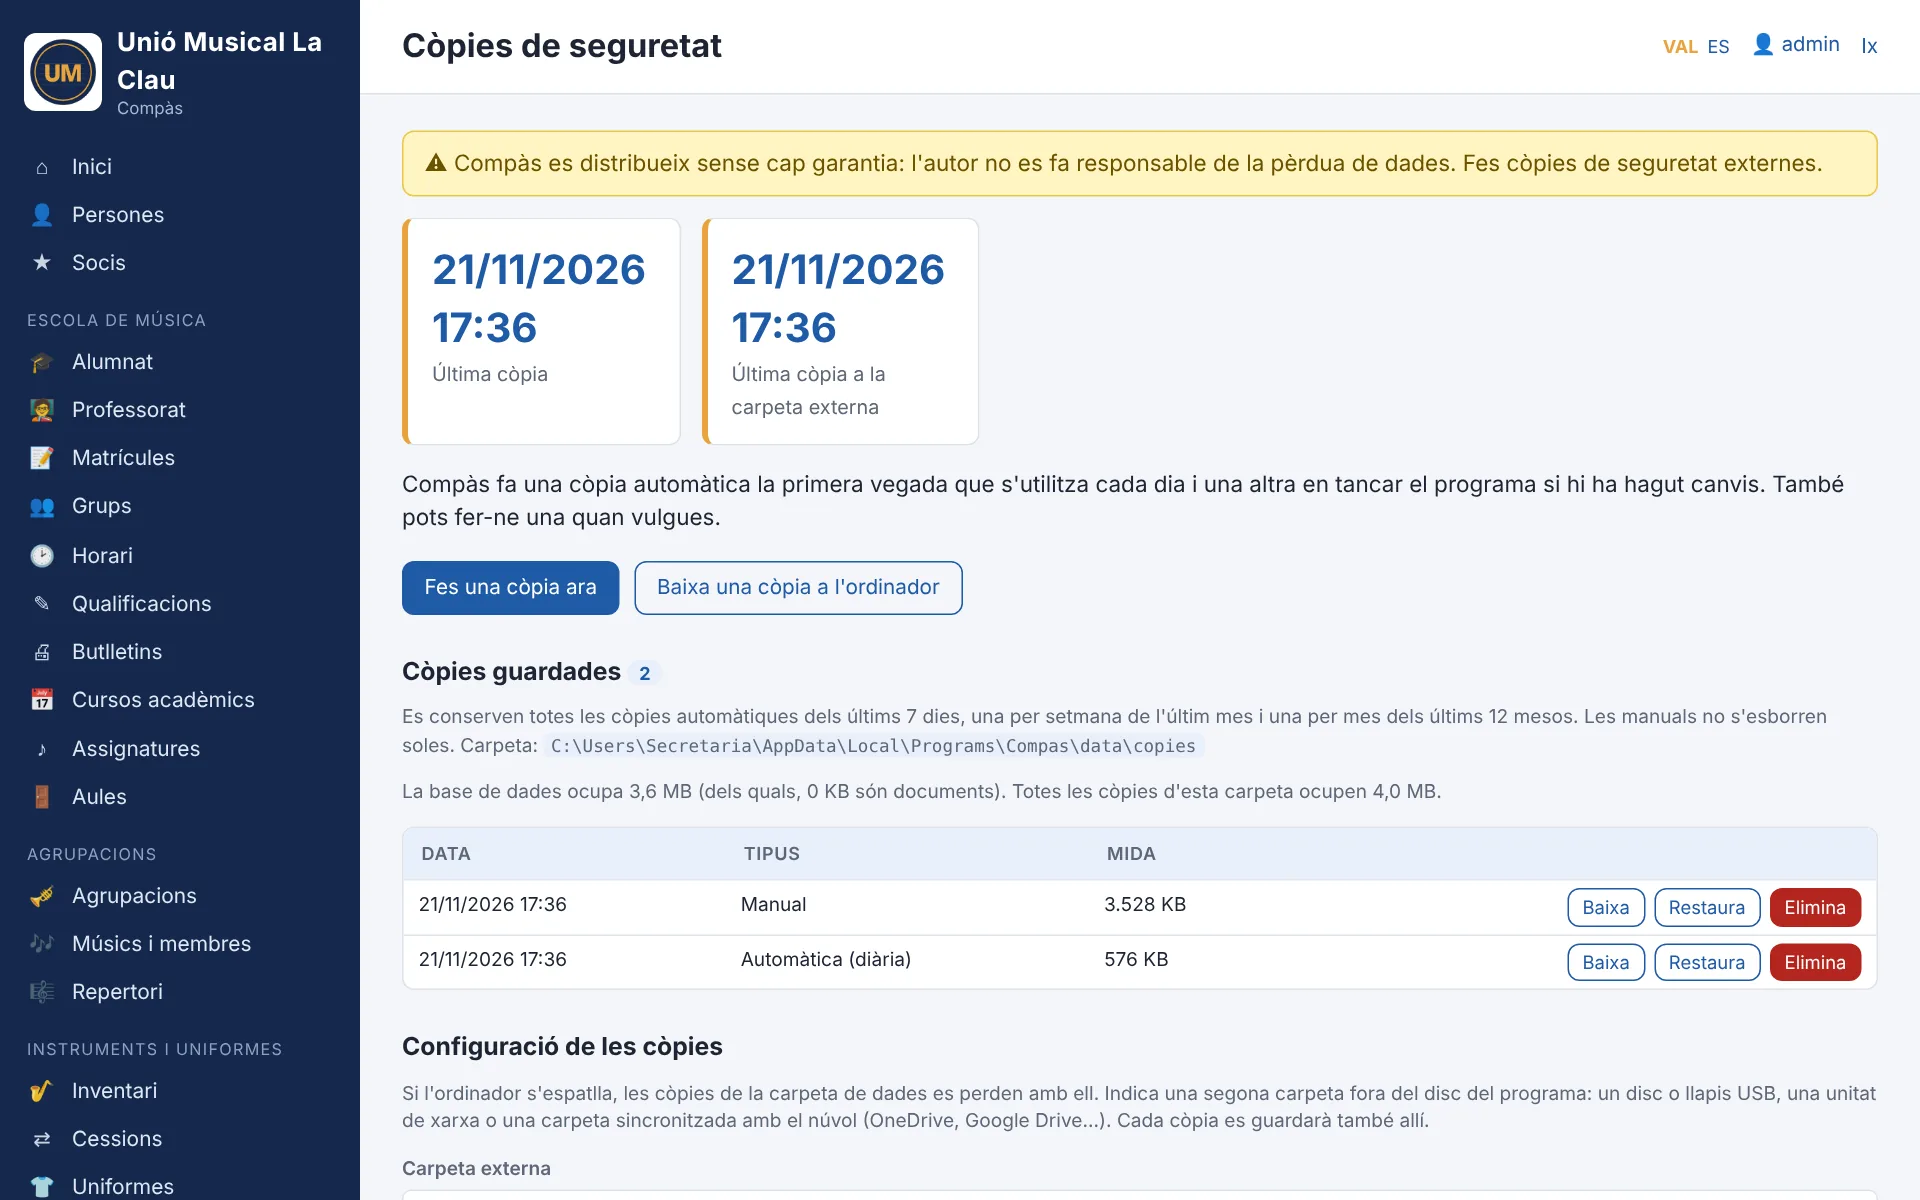 Unió Musical La
Clau
Compàs
UM
Inici
Persones
Socis
ESCOLA DE MÚSICA
Alumnat
Professorat
Matrícules
Grups
Horari
Qualificacions
Butlletins
Cursos acadèmics
Assignatures
Aules
AGRUPACIONS
Agrupacions
Músics i membres
Repertori
INSTRUMENTS I UNIFORMES
Inventari
Cessions
Uniformes
Còpies de seguretat
VAL ES admin Ix
Compàs es distribueix sense cap garantia: l'autor no es fa responsable de la pèrdua de dades. Fes còpies de seguretat externes.
21/11/2026
17:36
Última còpia
21/11/2026
17:36
Última còpia a la
carpeta externa
Compàs fa una còpia automàtica la primera vegada que s'utilitza cada dia i una altra en tancar el programa si hi ha hagut canvis. També
pots fer-ne una quan vulgues.
Fes una còpia ara
Baixa una còpia a l'ordinador
Còpies guardades 2
Es conserven totes les còpies automàtiques dels últims 7 dies, una per setmana de l'últim mes i una per mes dels últims 12 mesos. Les manuals no s'esborren
soles. Carpeta: C:\Users\Secretaria\AppData\Local\Programs\Compas\data\copies
La base de dades ocupa 3,6 MB (dels quals, 0 KB són documents). Totes les còpies d'esta carpeta ocupen 4,0 MB.
DATA TIPUS MIDA
21/11/2026 17:36 Manual 3.528 KB Baixa Restaura Elimina
21/11/2026 17:36 Automàtica (diària) 576 KB Baixa Restaura Elimina
Configuració de les còpies
Si l'ordinador s'espatlla, les còpies de la carpeta de dades es perden amb ell. Indica una segona carpeta fora del disc del programa: un disc o llapis USB, una unitat
de xarxa o una carpeta sincronitzada amb el núvol (OneDrive, Google Drive…). Cada còpia es guardarà també allí.
Carpeta externa